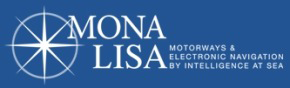 MONA
LISA
MOTORWAYS &
ELECTRONIC NAVIGATION
BY INTELLIGENCE AT SEA